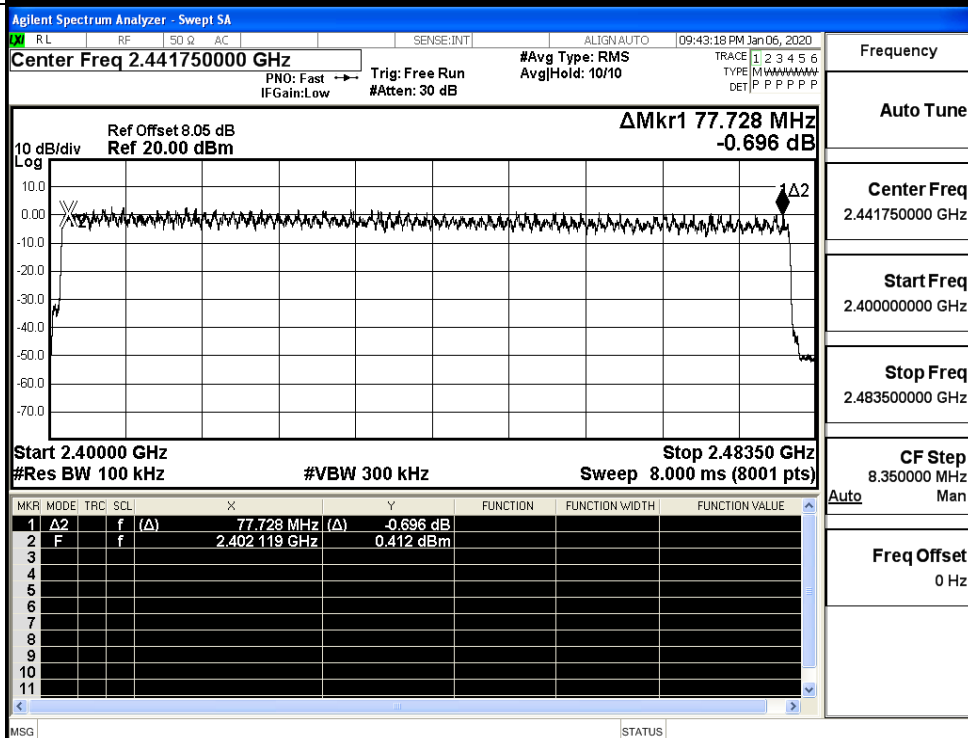 Agilent Spectrum Analyzer - Swept SA
LXI RL RF 50 Ω AC SENSE:INT ALIGNAUTO 09:43:18 PM Jan 06, 2020
Center Freq 2.441750000 GHz
PNO: Fast
IFGain:Low
Trig: Free Run
#Atten: 30 dB
#Avg Type: RMS
Avg|Hold: 10/10
TRACE 1 2 3 4 5 6
TYPE M WWWWW
DET P P P P P P
ΔMkr1 77.728 MHz
-0.696 dB
Ref Offset 8.05 dB
10 dB/div Ref 20.00 dBm
Log
10.0
0.00
-10.0
-20.0
-30.0
-40.0
-50.0
-60.0
-70.0
1Δ2
2
Start 2.40000 GHz Stop 2.48350 GHz
#Res BW 100 kHz #VBW 300 kHz Sweep 8.000 ms (8001 pts)
MKR MODE TRC SCL X Y FUNCTION FUNCTION WIDTH FUNCTION VALUE
1 Δ2 f (Δ) 77.728 MHz (Δ) -0.696 dB
2 F f 2.402 119 GHz 0.412 dBm
3
4
5
6
7
8
9
10
11
MSG STATUS
Frequency
Auto Tune
Center Freq
2.441750000 GHz
Start Freq
2.400000000 GHz
Stop Freq
2.483500000 GHz
CF Step
8.350000 MHz
Auto Man
Freq Offset
0 Hz